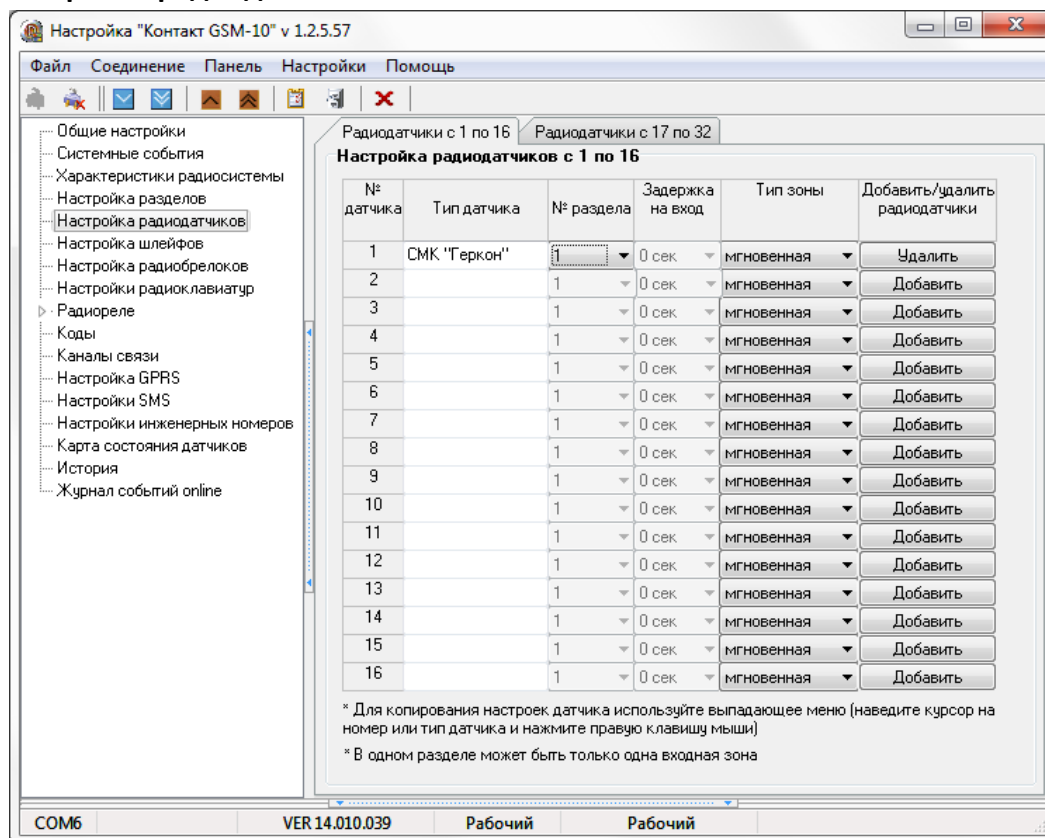 Настройка "Контакт GSM-10" v 1.2.5.57
Файл Соединение Панель Настройки Помощь
Общие настройки
Системные события
Характеристики радиосистемы
Настройка разделов
Настройка радиодатчиков
Настройка шлейфов
Настройка радиобрелоков
Настройки радиоклавиатур
Радиореле
Коды
Каналы связи
Настройка GPRS
Настройки SMS
Настройки инженерных номеров
Карта состояния датчиков
История
Журнал событий online
Радиодатчики с 1 по 16 Радиодатчики с 17 по 32
Настройка радиодатчиков с 1 по 16
№ датчика Тип датчика № раздела Задержка на вход Тип зоны Добавить/удалить радиодатчики
1 СМК "Геркон" 1 0 сек мгновенная Удалить
2 1 0 сек мгновенная Добавить
3 1 0 сек мгновенная Добавить
4 1 0 сек мгновенная Добавить
5 1 0 сек мгновенная Добавить
6 1 0 сек мгновенная Добавить
7 1 0 сек мгновенная Добавить
8 1 0 сек мгновенная Добавить
9 1 0 сек мгновенная Добавить
10 1 0 сек мгновенная Добавить
11 1 0 сек мгновенная Добавить
12 1 0 сек мгновенная Добавить
13 1 0 сек мгновенная Добавить
14 1 0 сек мгновенная Добавить
15 1 0 сек мгновенная Добавить
16 1 0 сек мгновенная Добавить
* Для копирования настроек датчика используйте выпадающее меню (наведите курсор на
номер или тип датчика и нажмите правую клавишу мыши)
* В одном разделе может быть только одна входная зона
COM6 VER 14.010.039 Рабочий Рабочий